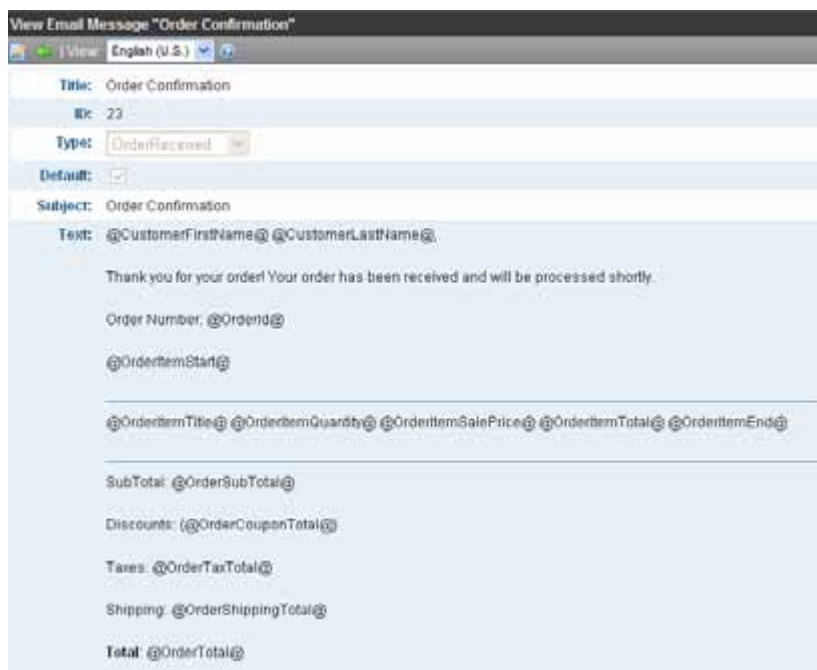 View Email Message "Order Confirmation"
| View: English (U.S.)
Title: Order Confirmation
ID: 23
Type: OrderReceived
Default:
Subject: Order Confirmation
Text: @CustomerFirstName@ @CustomerLastName@,
Thank you for your order! Your order has been received and will be processed shortly.
Order Number: @OrderId@
@OrderItemStart@
@OrderItemTitle@ @OrderItemQuantity@ @OrderItemSalePrice@ @OrderItemTotal@ @OrderItemEnd@
SubTotal: @OrderSubTotal@
Discounts: (@OrderCouponTotal@)
Taxes: @OrderTaxTotal@
Shipping: @OrderShippingTotal@
Total: @OrderTotal@